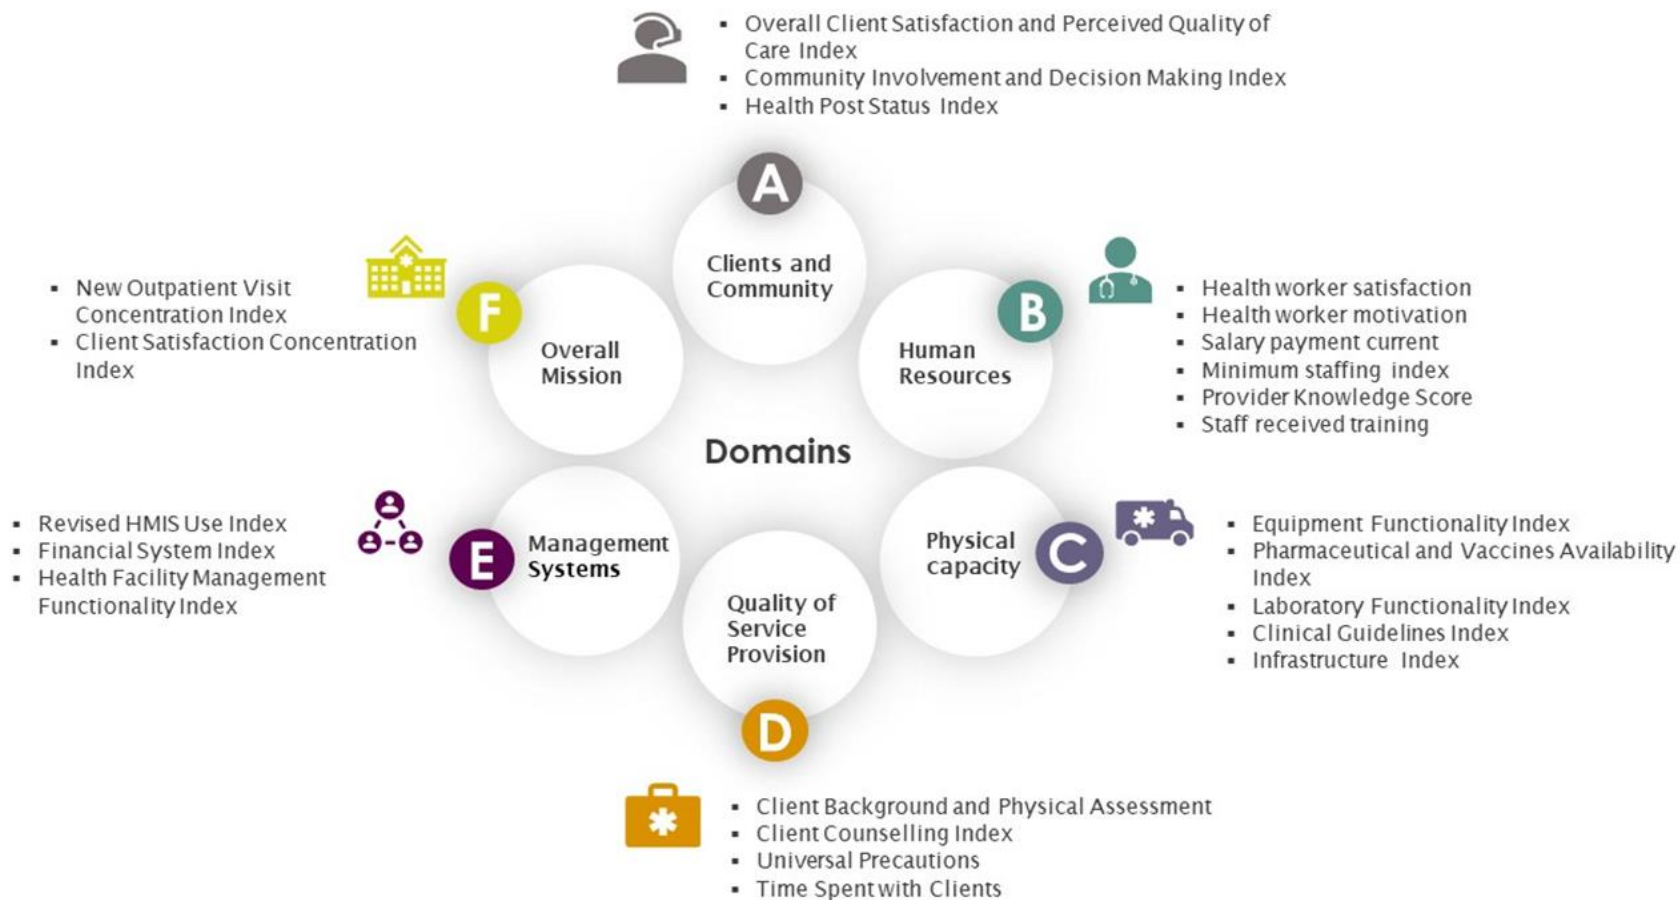 ▪ Overall Client Satisfaction and Perceived Quality of
Care Index
▪ Community Involvement and Decision Making Index
▪ Health Post Status Index
A
Clients and
Community
B
Human
Resources
▪ Health worker satisfaction
▪ Health worker motivation
▪ Salary payment current
▪ Minimum staffing index
▪ Provider Knowledge Score
▪ Staff received training
C
Physical
capacity
▪ Equipment Functionality Index
▪ Pharmaceutical and Vaccines Availability
Index
▪ Laboratory Functionality Index
▪ Clinical Guidelines Index
▪ Infrastructure Index
Quality of
Service
Provision
D
▪ Client Background and Physical Assessment
▪ Client Counselling Index
▪ Universal Precautions
▪ Time Spent with Clients
E
Management
Systems
▪ Revised HMIS Use Index
▪ Financial System Index
▪ Health Facility Management
Functionality Index
F
Overall
Mission
▪ New Outpatient Visit
Concentration Index
▪ Client Satisfaction Concentration
Index
Domains